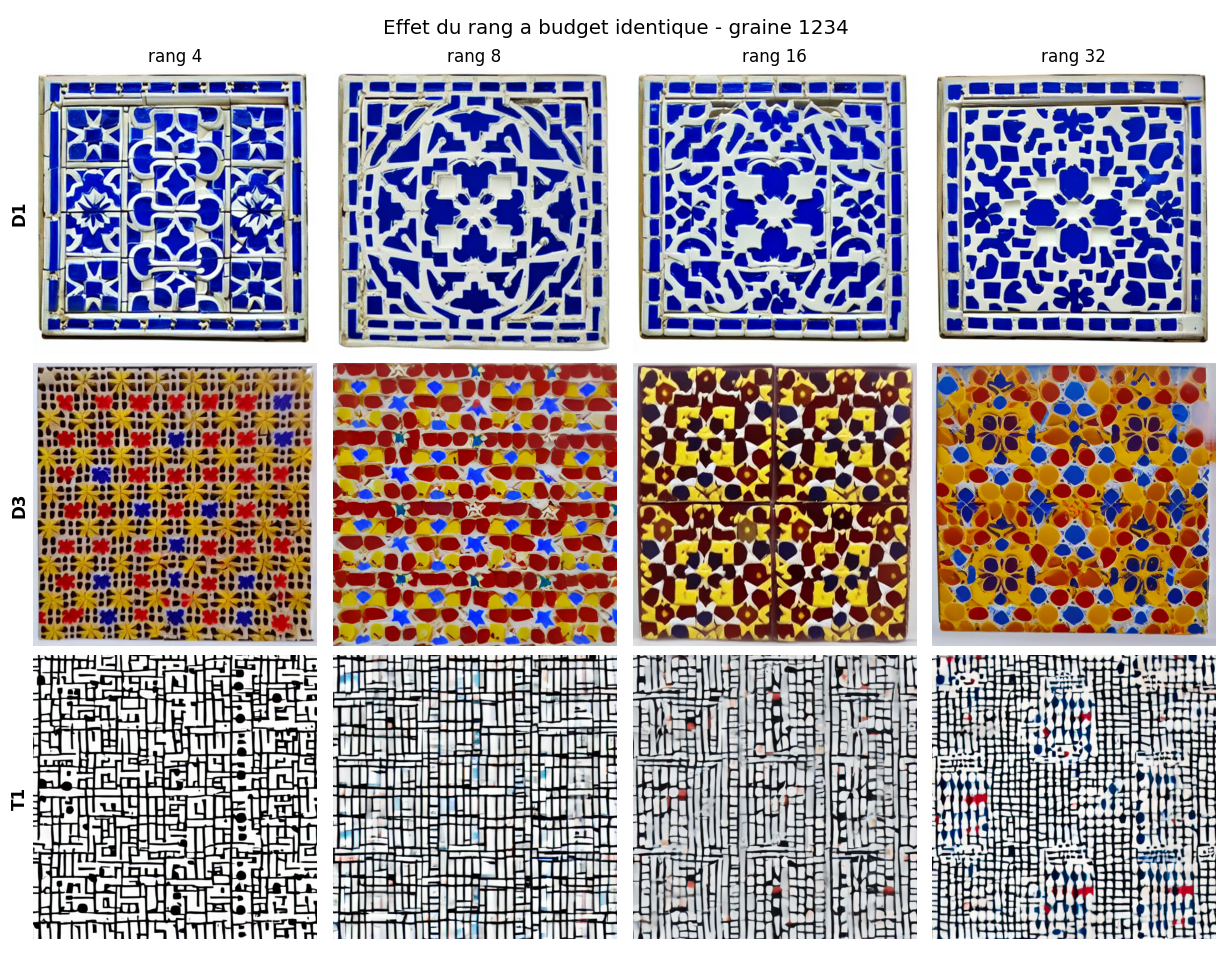 Effet du rang a budget identique - graine 1234
rang 4
rang 8
rang 16
rang 32
D1
D3
T1